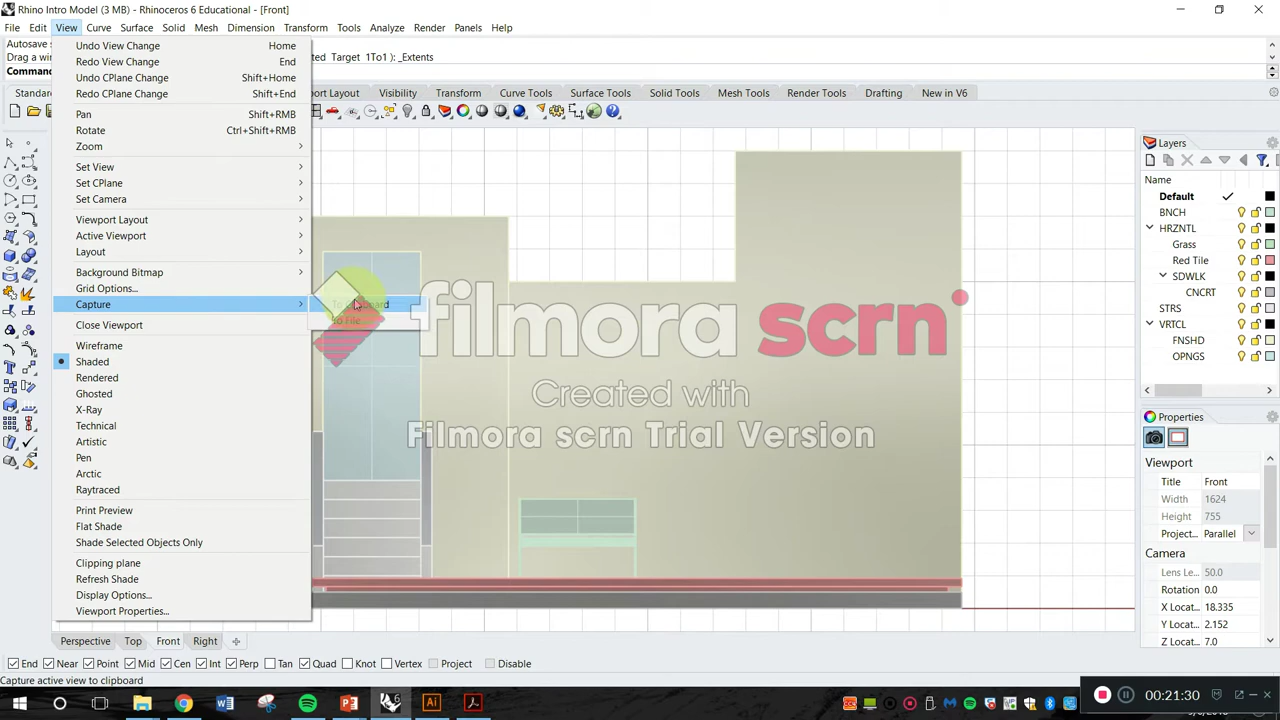 Rhino Intro Model (3 MB) - Rhinoceros 6 Educational - [Front]
File Edit View Curve Surface Solid Mesh Dimension Transform Tools Analyze Render Panels Help
Autosave
Drag a wi Target 1To1 ): _Extents
Comman
Standar port Layout Visibility Transform Curve Tools Surface Tools Solid Tools Mesh Tools Render Tools Drafting New in V6
Undo View Change Home
Redo View Change End
Undo CPlane Change Shift+Home
Redo CPlane Change Shift+End
Pan Shift+RMB
Rotate Ctrl+Shift+RMB
Zoom
Set View
Set CPlane
Set Camera
Viewport Layout
Active Viewport
Layout
Background Bitmap
Grid Options...
Capture
To Clipboard
To File...
Close Viewport
Wireframe
Shaded
Rendered
Ghosted
X-Ray
Technical
Artistic
Pen
Arctic
Raytraced
Print Preview
Flat Shade
Shade Selected Objects Only
Clipping plane
Refresh Shade
Display Options...
Viewport Properties...
filmora scrn
Created with
Filmora scrn Trial Version
Layers
Name
Default
BNCH
HRZNTL
Grass
Red Tile
SDWLK
CNCRT
STRS
VRTCL
FNSHD
OPNGS
Properties
Viewport
Title Front
Width 1624
Height 755
Project... Parallel
Camera
Lens Le... 50.0
Rotation 0.0
X Locat... 18.335
Y Locat... 2.152
Z Locat... 7.0
Perspective Top Front Right
End Near Point Mid Cen Int Perp Tan Quad Knot Vertex Project Disable
Capture active view to clipboard
00:21:30